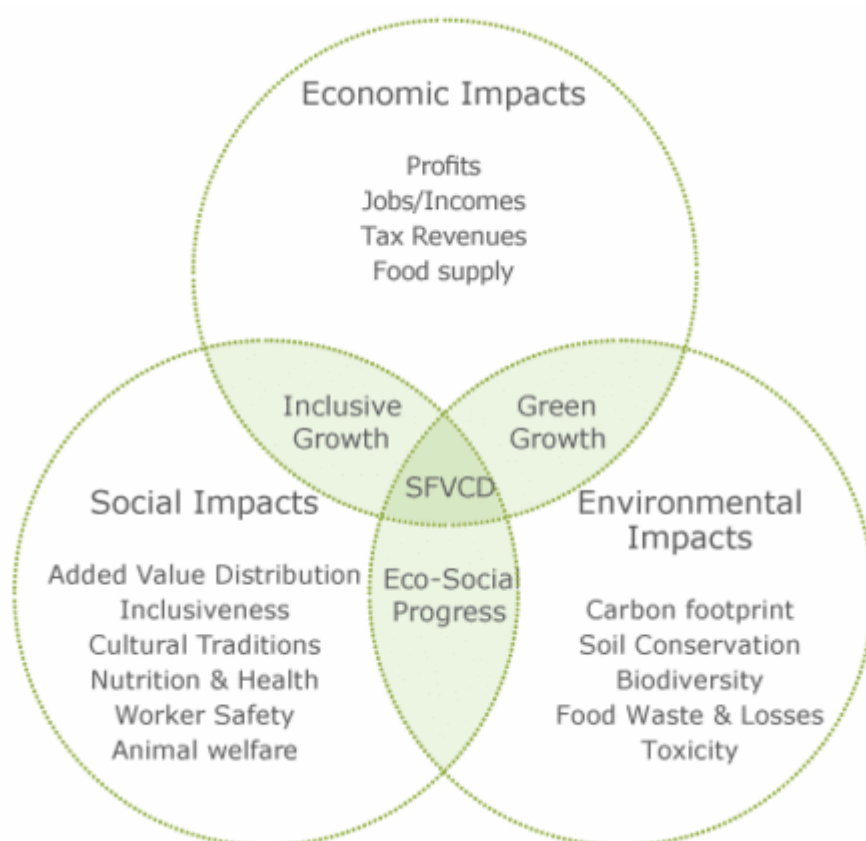 Economic Impacts
Profits
Jobs/Incomes
Tax Revenues
Food supply
Inclusive
Growth
Green
Growth
SFVCD
Social Impacts
Added Value Distribution
Inclusiveness
Cultural Traditions
Nutrition & Health
Worker Safety
Animal welfare
Eco-Social
Progress
Environmental
Impacts
Carbon footprint
Soil Conservation
Biodiversity
Food Waste & Losses
Toxicity